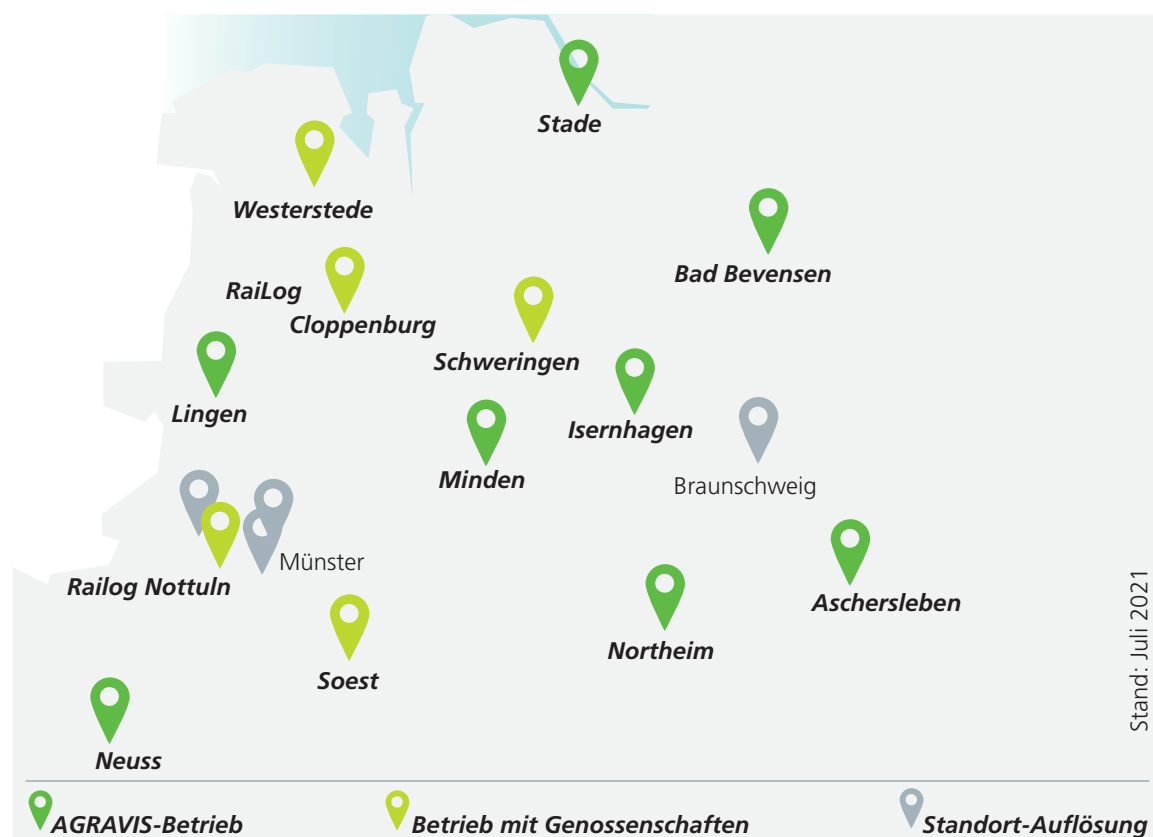 Stade
Westerstede
Bad Bevensen
RaiLog
Cloppenburg
Schweringen
Lingen
Isernhagen
Minden
Braunschweig
Münster
Railog Nottuln
Aschersleben
Northeim
Soest
Neuss
Stand: Juli 2021
AGRAVIS-Betrieb
Betrieb mit Genossenschaften
Standort-Auflösung